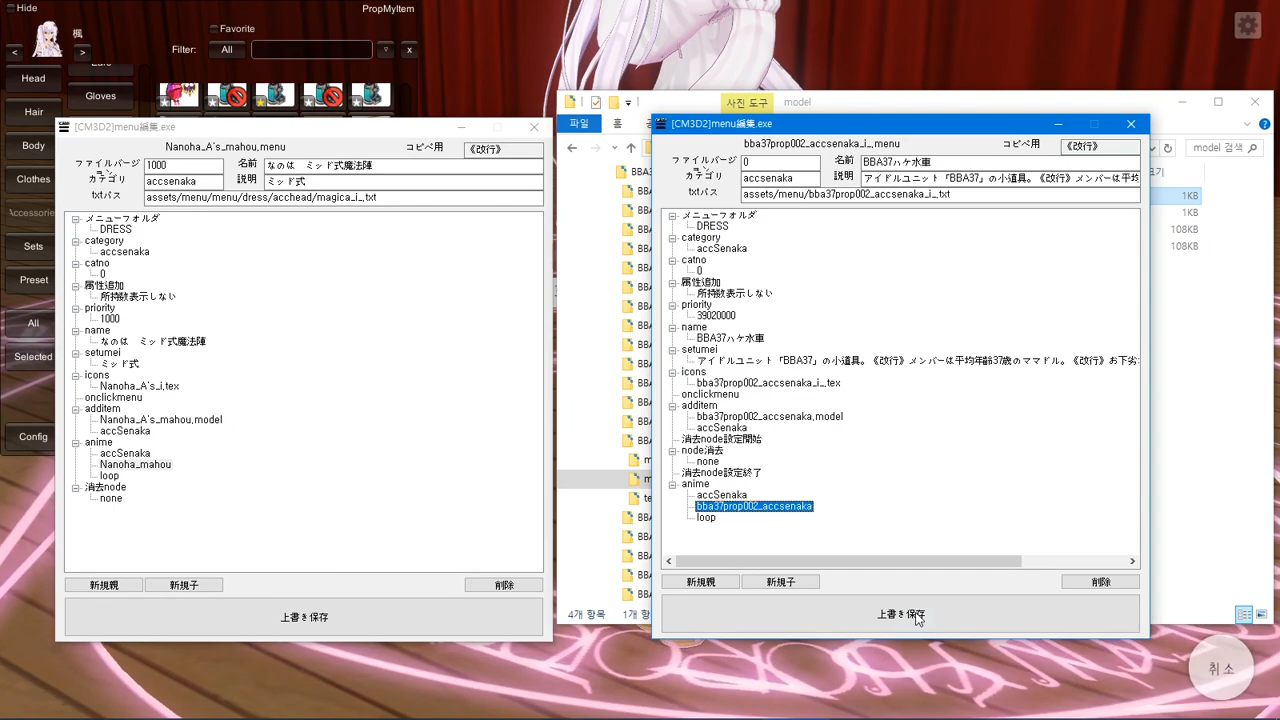 Hide
PropMyItem
Favorite
楓
<
>
Filter:
All
x
Head
Gloves
Hair
Body
Clothes
Accessorie
Sets
Preset
All
Selected
Config
[CM3D2]menu編集.exe
Nanoha_A's_mahou.menu
コピペ用
《改行》
ファイルバージョン
1000
名前
なのは ミッド式魔法陣
カテゴリ
accsenaka
説明
ミッド式
txtパス
assets/menu/menu/dress/acchead/magica_i_.txt
メニューフォルダ
DRESS
category
accsenaka
catno
0
属性追加
所持数表示しない
priority
1000
name
なのは ミッド式魔法陣
setumei
ミッド式
icons
Nanoha_A's_i.tex
onclickmenu
additem
Nanoha_A's_mahou.model
accSenaka
anime
accSenaka
Nanoha_mahou
loop
消去node
none
新規親
新規子
削除
上書き保存
사진 도구
model
파일
홈
model 검색
크기
1KB
1KB
108KB
108KB
4개 항목
[CM3D2]menu編集.exe
bba37prop002_accsenaka_i_.menu
コピペ用
《改行》
ファイルバージョン
0
名前
BBA37ハケ水車
カテゴリ
accsenaka
説明
アイドルユニット「BBA37」の小道具。《改行》メンバーは平均
txtパス
assets/menu/bba37prop002_accsenaka_i_.txt
メニューフォルダ
DRESS
category
accSenaka
catno
0
属性追加
所持数表示しない
priority
39020000
name
BBA37ハケ水車
setumei
アイドルユニット「BBA37」の小道具。《改行》メンバーは平均年齢37歳のママドル。《改行》お下劣
icons
bba37prop002_accsenaka_i_.tex
onclickmenu
additem
bba37prop002_accsenaka.model
accSenaka
消去node設定開始
node消去
none
消去node設定終了
anime
accSenaka
bba37prop002_accsenaka
loop
新規親
新規子
削除
上書き保存
취소